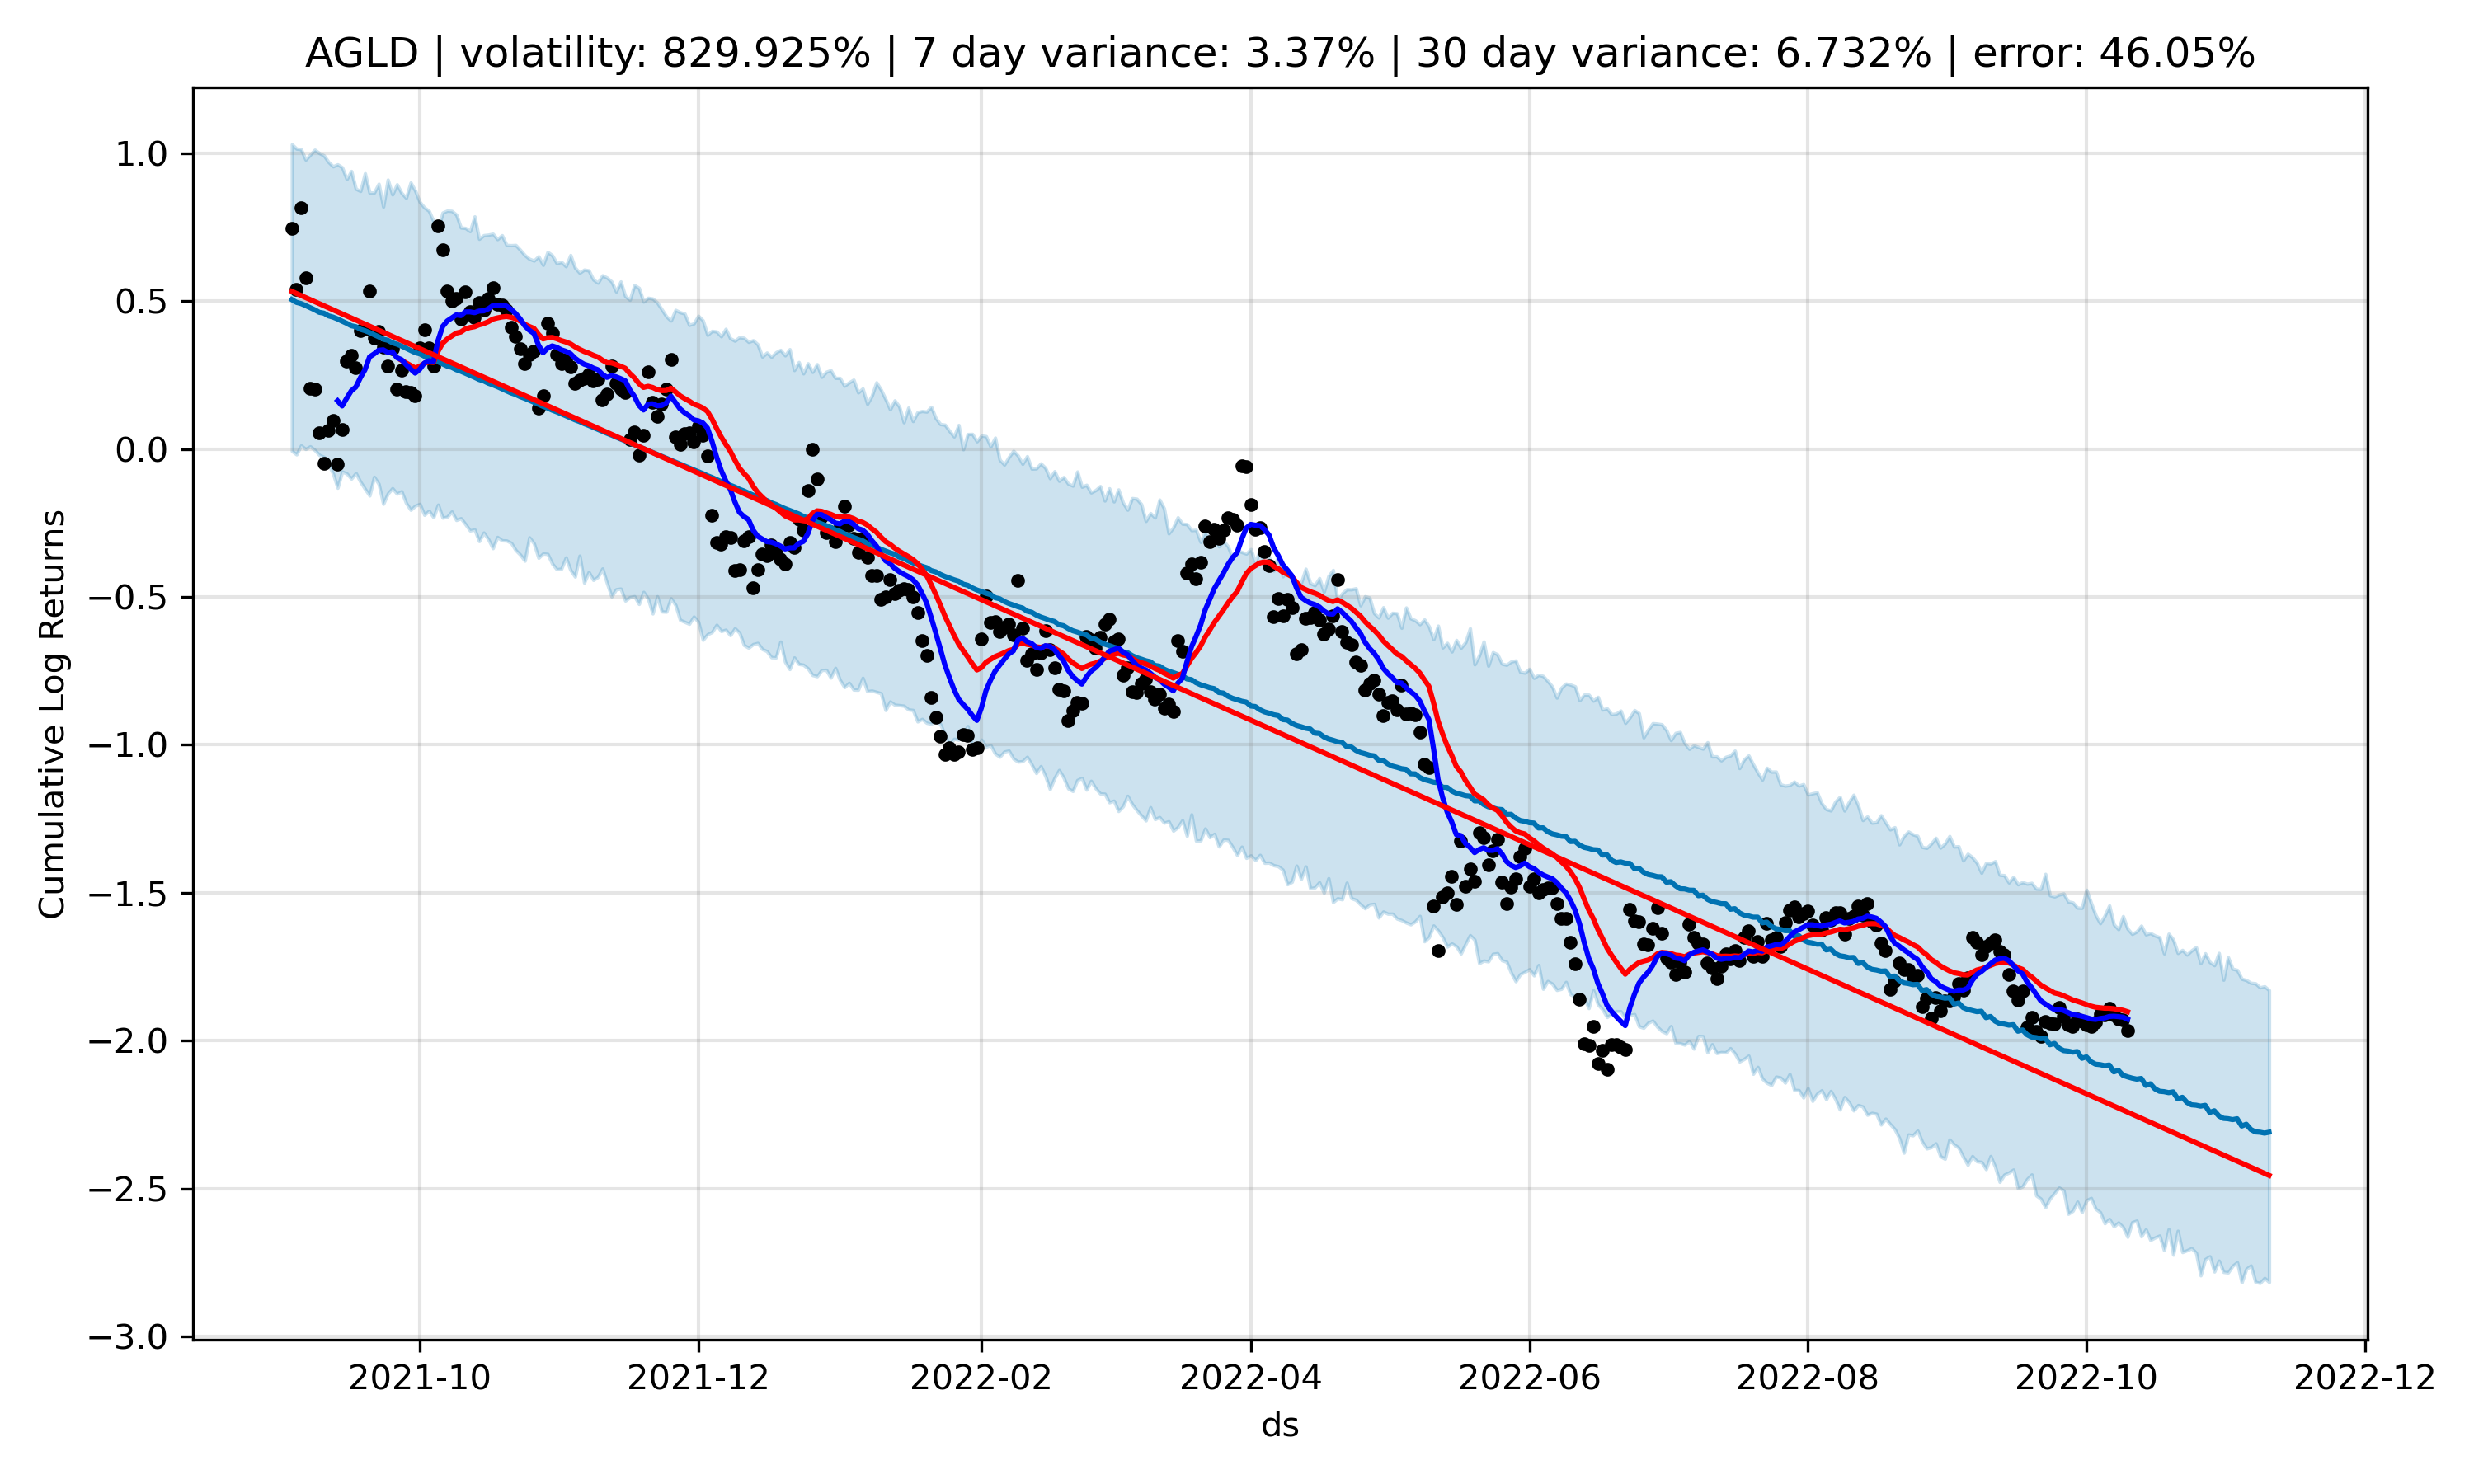 AGLD | volatility: 829.925% | 7 day variance: 3.37% | 30 day variance: 6.732% | error: 46.05%
Cumulative Log Returns
1.0
0.5
0.0
−0.5
−1.0
−1.5
−2.0
−2.5
−3.0
2021-10 2021-12 2022-02 2022-04 2022-06 2022-08 2022-10 2022-12
ds